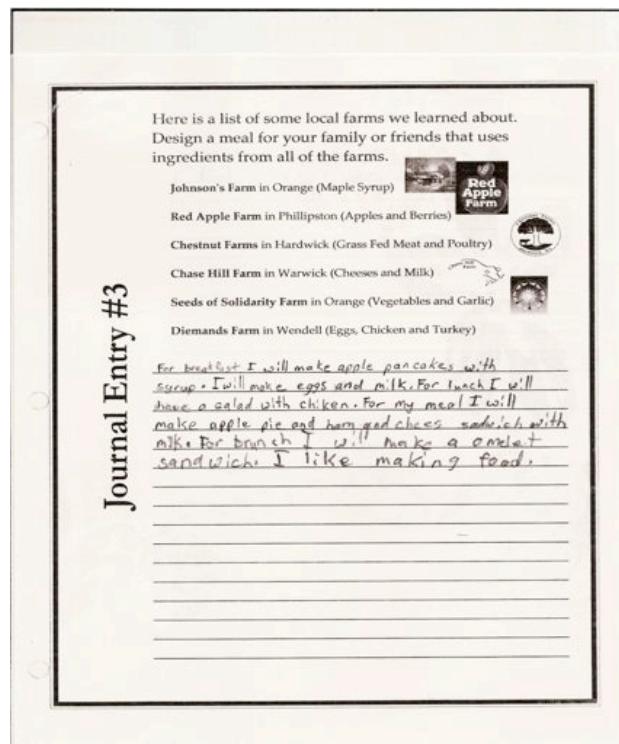 Here is a list of some local farms we learned about.
Design a meal for your family or friends that uses
ingredients from all of the farms.
Johnson's Farm in Orange (Maple Syrup)
Red
Apple
Farm
Red Apple Farm in Phillipston (Apples and Berries)
Chestnut Farms in Hardwick (Grass Fed Meat and Poultry)
Chase Hill Farm in Warwick (Cheeses and Milk)
Seeds of Solidarity Farm in Orange (Vegetables and Garlic)
Diemands Farm in Wendell (Eggs, Chicken and Turkey)
Journal Entry #3
For breakfist I will make apple pancakes with
syrup. I will make eggs and milk. For lunch I will
have a salad with chiken. For my meal I will
make apple pie and ham and chees sadwich with
milk. For brunch I will make a omelet
sandwich. I like making food.